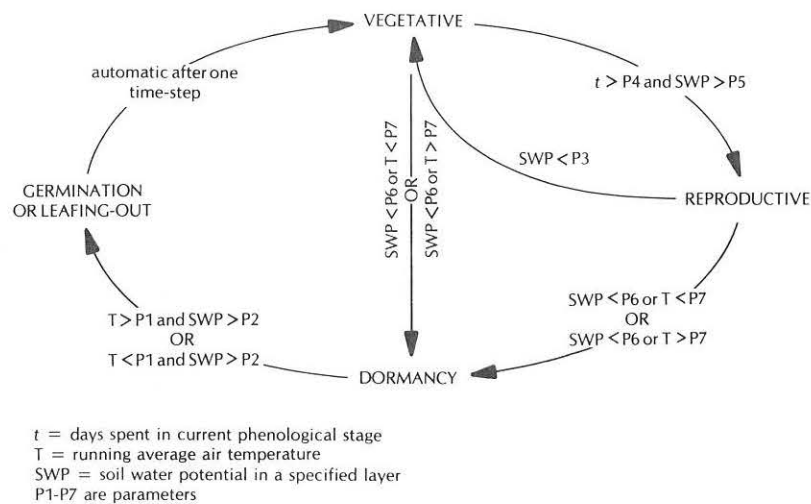 VEGETATIVE
automatic after one
time-step
t > P4 and SWP > P5
SWP < P6 or T < P7
OR
SWP < P6 or T > P7
SWP < P3
GERMINATION
OR LEAFING-OUT
REPRODUCTIVE
SWP < P6 or T < P7
OR
SWP < P6 or T > P7
T > P1 and SWP > P2
OR
T < P1 and SWP > P2
DORMANCY
t = days spent in current phenological stage
T = running average air temperature
SWP = soil water potential in a specified layer
P1-P7 are parameters